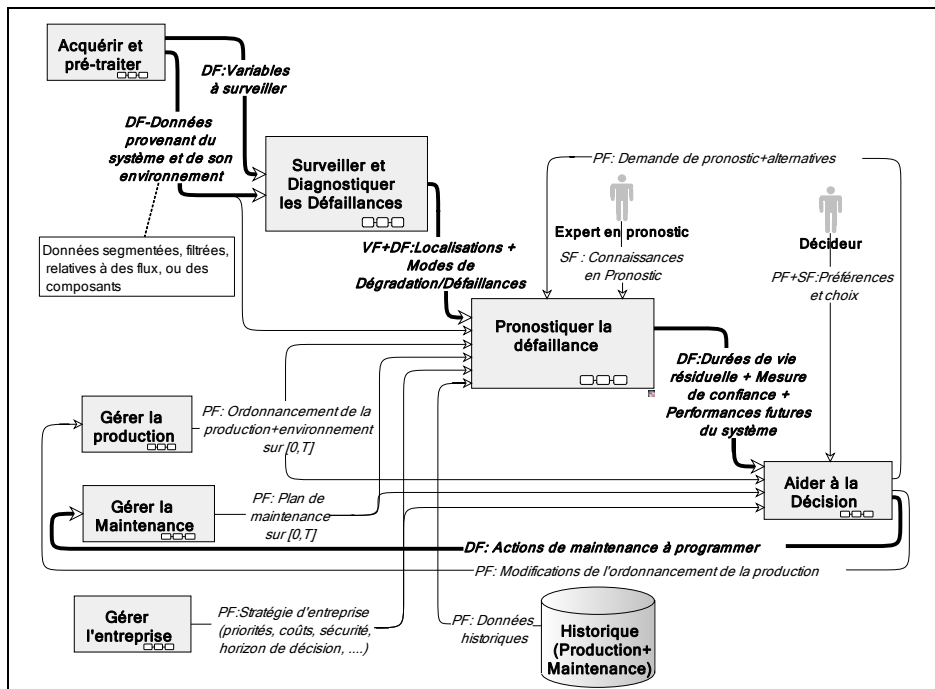 Acquérir et
pré-traiter
DF:Variables
à surveiller
DF-Données
provenant du
système et de son
environnement
Données segmentées, filtrées,
relatives à des flux, ou des
composants
Surveiller et
Diagnostiquer
les Défaillances
PF: Demande de pronostic+alternatives
Expert en pronostic
SF : Connaissances
en Pronostic
Décideur
PF+SF:Préférences
et choix
VF+DF:Localisations +
Modes de
Dégradation/Défaillances
Pronostiquer la
défaillance
DF:Durées de vie
résiduelle + Mesure
de confiance +
Performances futures
du système
Gérer la
production
PF: Ordonnancement de la
production+environnement
sur [0,T]
Gérer la
Maintenance
PF: Plan de
maintenance
sur [0,T]
Aider à la
Décision
DF: Actions de maintenance à programmer
PF: Modifications de l'ordonnancement de la production
Gérer
l'entreprise
PF:Stratégie d'entreprise
(priorités, coûts, sécurité,
horizon de décision, ....)
PF: Données
historiques
Historique
(Production+
Maintenance)